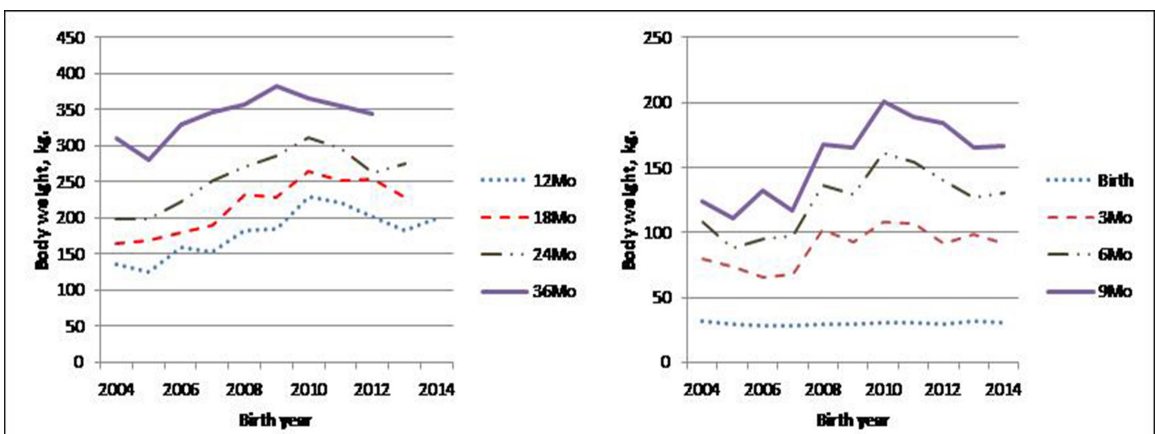 450
400
350
300
250
200
150
100
50
0
Body weight, kg.
2004 2006 2008 2010 2012 2014
Birth year
12Mo
18Mo
24Mo
36Mo
250
200
150
100
50
0
Body weight, kg.
2004 2006 2008 2010 2012 2014
Birth year
Birth
3Mo
6Mo
9Mo